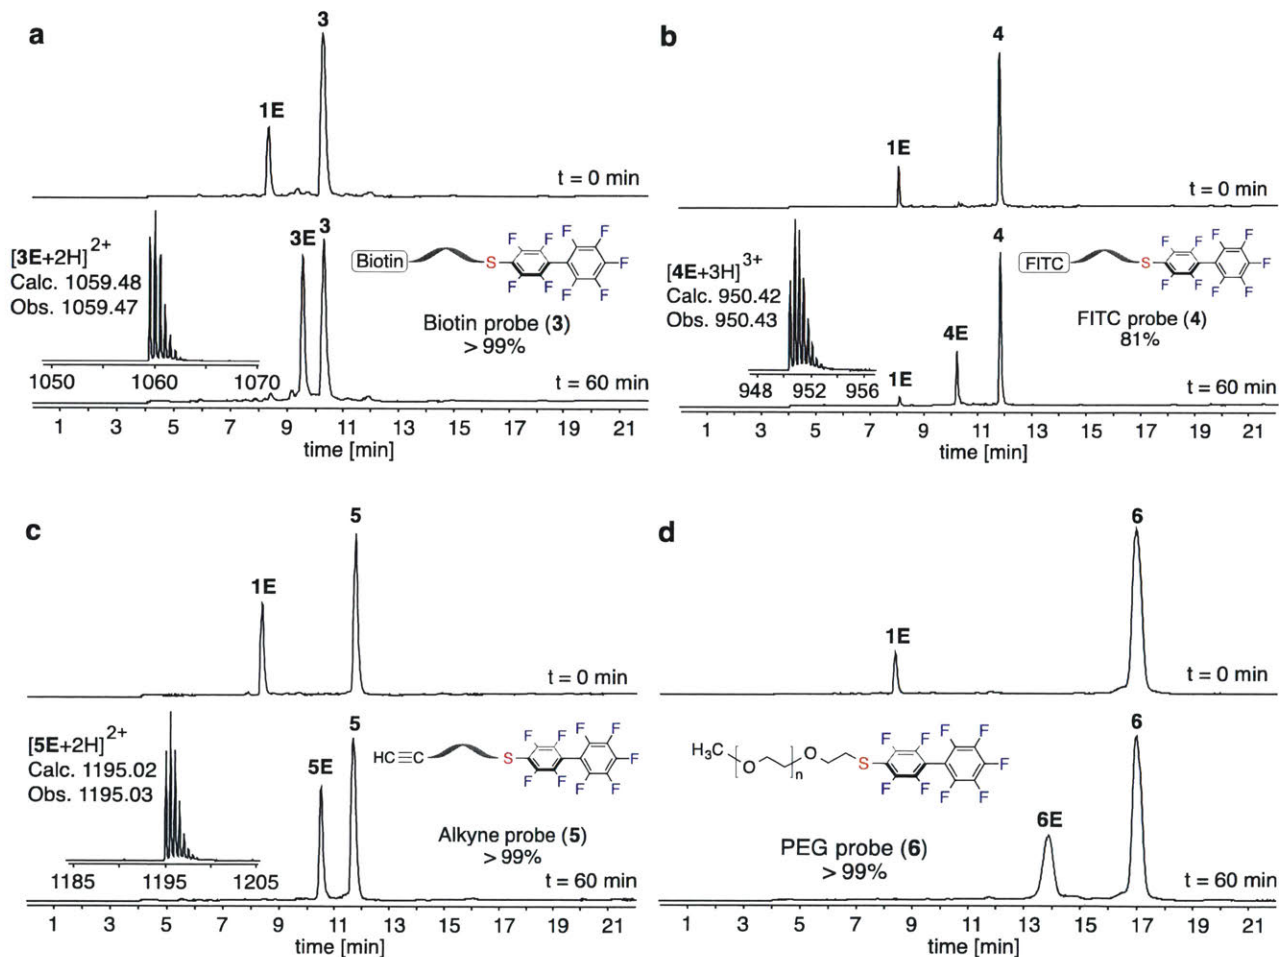 a
3
1E
t = 0 min
[3E+2H]2+
Calc. 1059.48
Obs. 1059.47
3E
3
Biotin
S
F F F F F F F F F
Biotin probe (3)
> 99%
1050 1060 1070
t = 60 min
1 3 5 7 9 11 13 15 17 19 21
time [min]
b
4
1E
t = 0 min
[4E+3H]3+
Calc. 950.42
Obs. 950.43
4
FITC
S
F F F F F F F F F
FITC probe (4)
81%
4E
1E
948 952 956
t = 60 min
1 3 5 7 9 11 13 15 17 19 21
time [min]
c
5
1E
t = 0 min
[5E+2H]2+
Calc. 1195.02
Obs. 1195.03
5
5E
HC≡C
S
F F F F F F F F F
Alkyne probe (5)
> 99%
1185 1195 1205
t = 60 min
1 3 5 7 9 11 13 15 17 19 21
time [min]
d
6
1E
t = 0 min
6
H3C
O
n
O
S
F F F F F F F F F
PEG probe (6)
> 99%
6E
t = 60 min
1 3 5 7 9 11 13 15 17 19 21
time [min]